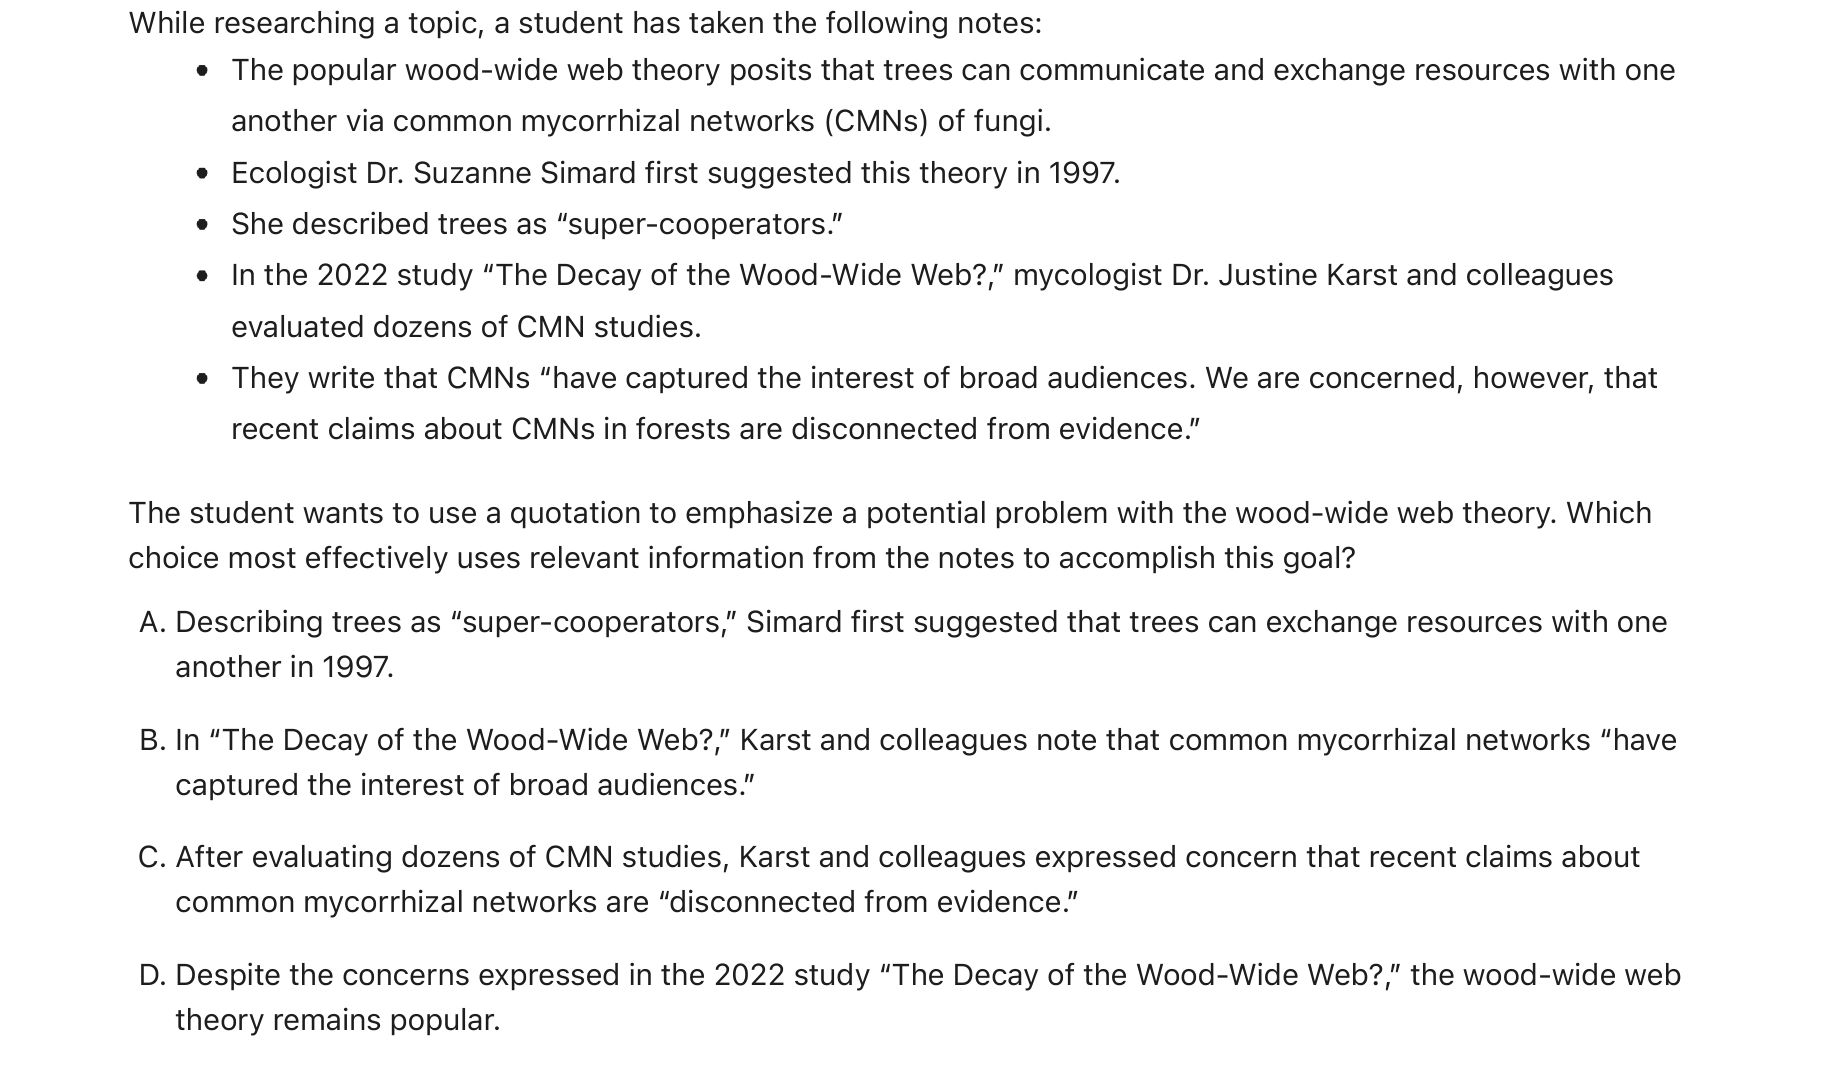 While researching a topic, a student has taken the following notes:
• The popular wood-wide web theory posits that trees can communicate and exchange resources with one
another via common mycorrhizal networks (CMNs) of fungi.
• Ecologist Dr. Suzanne Simard first suggested this theory in 1997.
• She described trees as “super-cooperators.”
• In the 2022 study “The Decay of the Wood-Wide Web?,” mycologist Dr. Justine Karst and colleagues
evaluated dozens of CMN studies.
• They write that CMNs “have captured the interest of broad audiences. We are concerned, however, that
recent claims about CMNs in forests are disconnected from evidence.”
The student wants to use a quotation to emphasize a potential problem with the wood-wide web theory. Which
choice most effectively uses relevant information from the notes to accomplish this goal?
A. Describing trees as “super-cooperators,” Simard first suggested that trees can exchange resources with one
another in 1997.
B. In “The Decay of the Wood-Wide Web?,” Karst and colleagues note that common mycorrhizal networks “have
captured the interest of broad audiences.”
C. After evaluating dozens of CMN studies, Karst and colleagues expressed concern that recent claims about
common mycorrhizal networks are “disconnected from evidence.”
D. Despite the concerns expressed in the 2022 study “The Decay of the Wood-Wide Web?,” the wood-wide web
theory remains popular.